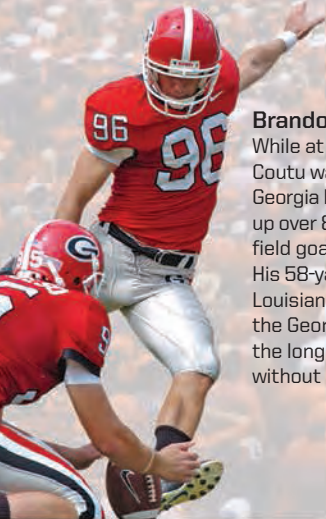 Brando
While at
Coutu wa
Georgia
up over 8
field goa
His 58-ya
Louisian
the Geor
the long
without
96
96
G
G